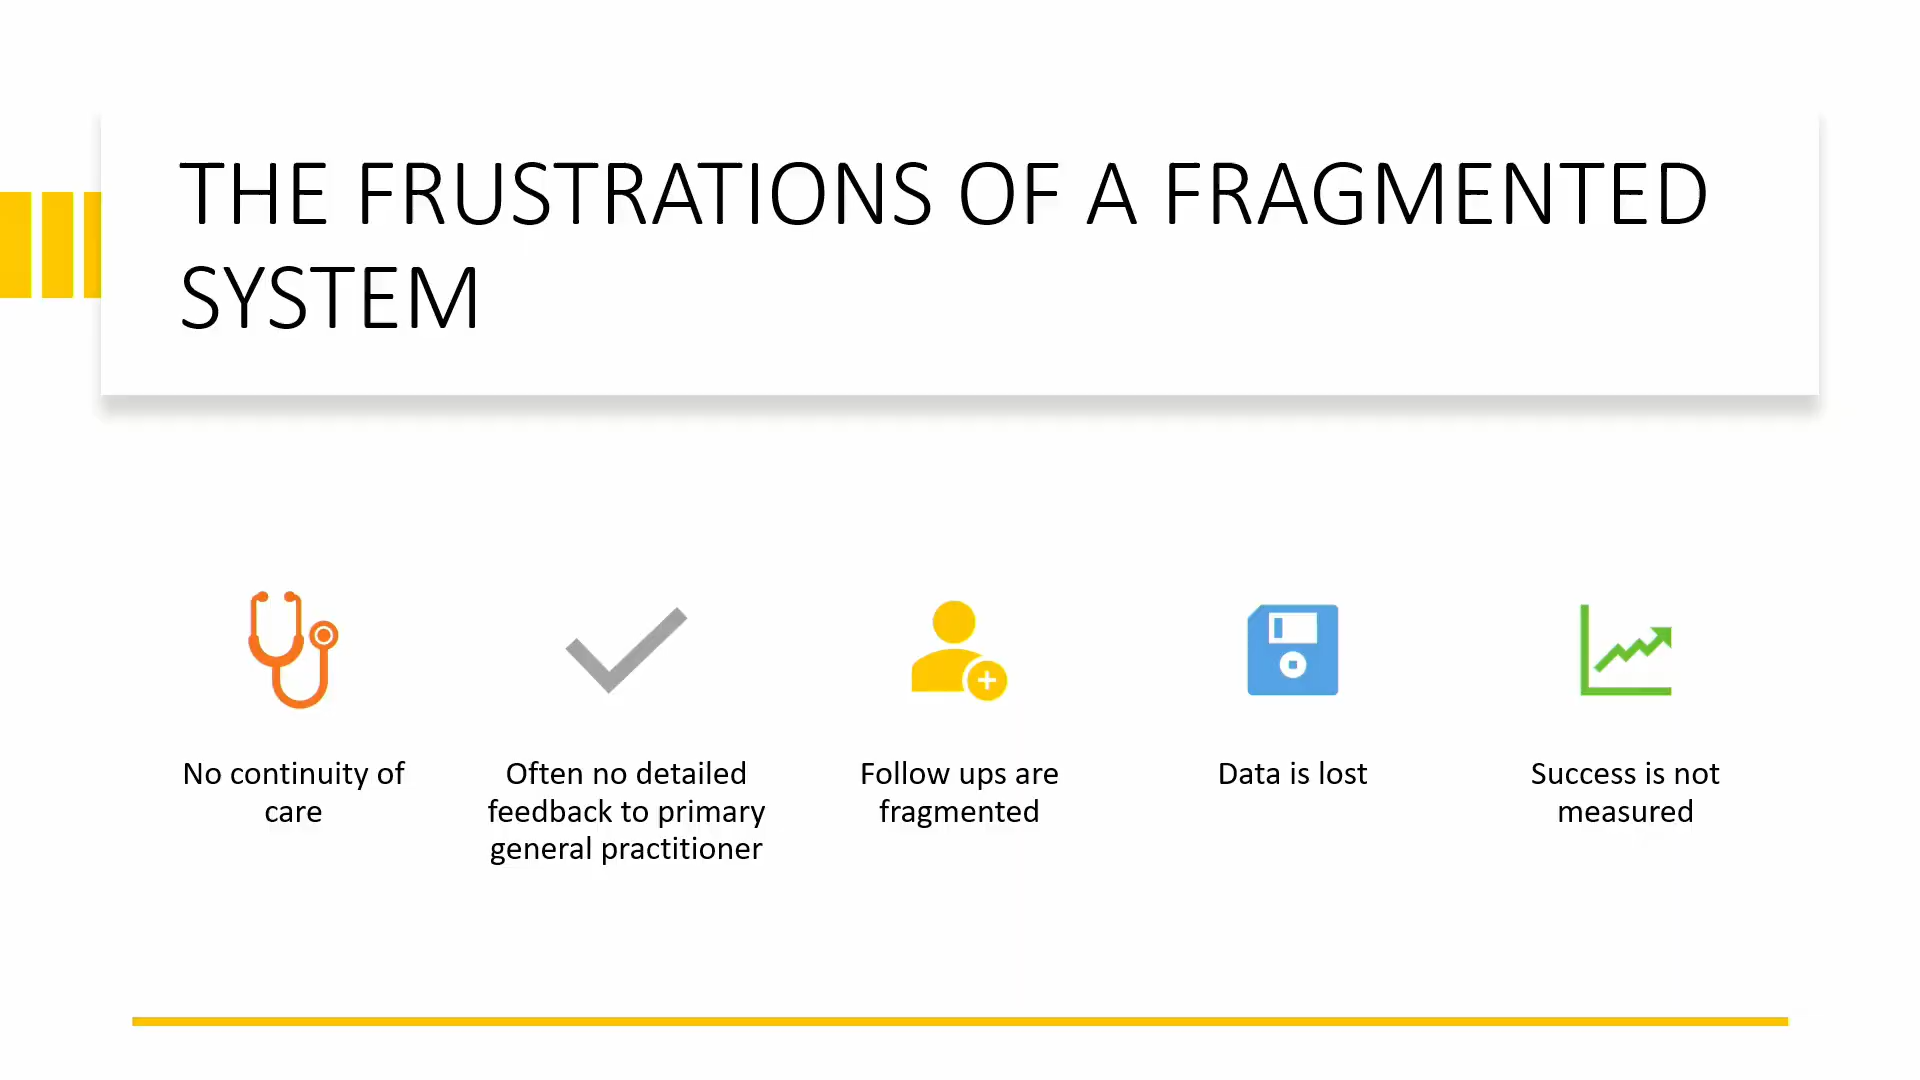 THE FRUSTRATIONS OF A FRAGMENTED
SYSTEM
No continuity of
care
Often no detailed
feedback to primary
general practitioner
Follow ups are
fragmented
Data is lost
Success is not
measured